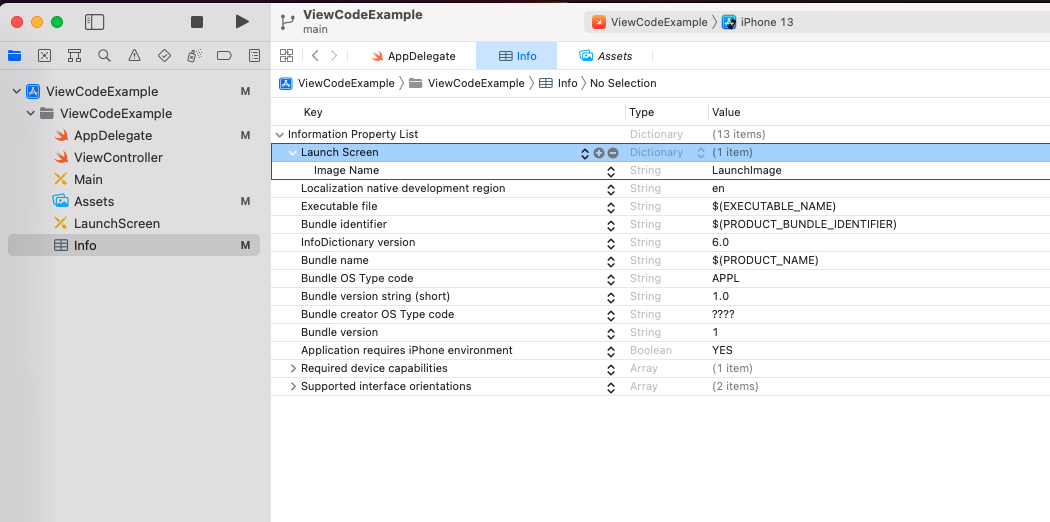 ViewCodeExample
main
ViewCodeExample
iPhone 13
AppDelegate
Info
Assets
ViewCodeExample
ViewCodeExample
Info
No Selection
ViewCodeExample M
ViewCodeExample
AppDelegate M
ViewController
Main
Assets M
LaunchScreen
Info M
Key Type Value
Information Property List Dictionary (13 items)
Launch Screen Dictionary (1 item)
Image Name String LaunchImage
Localization native development region String en
Executable file String $(EXECUTABLE_NAME)
Bundle identifier String $(PRODUCT_BUNDLE_IDENTIFIER)
InfoDictionary version String 6.0
Bundle name String $(PRODUCT_NAME)
Bundle OS Type code String APPL
Bundle version string (short) String 1.0
Bundle creator OS Type code String ????
Bundle version String 1
Application requires iPhone environment Boolean YES
Required device capabilities Array (1 item)
Supported interface orientations Array (2 items)